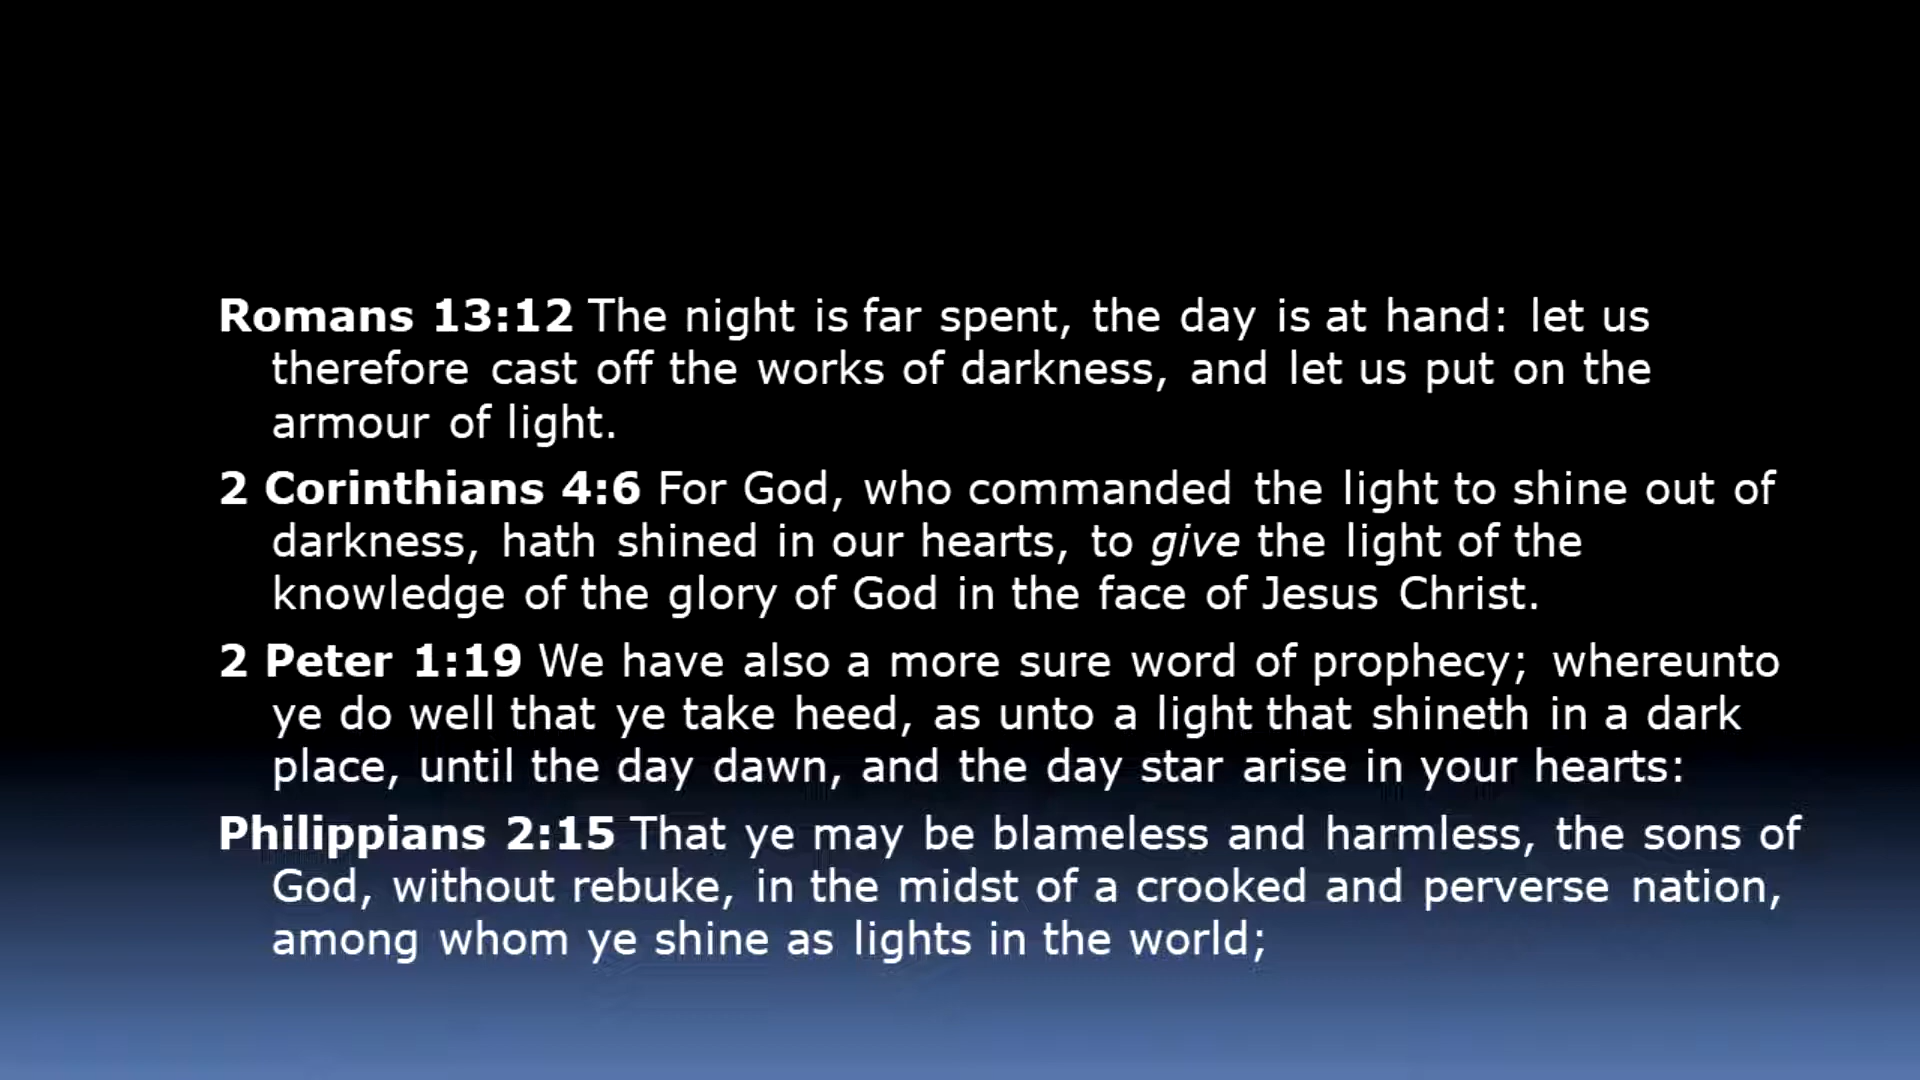 Romans 13:12 The night is far spent, the day is at hand: let us
therefore cast off the works of darkness, and let us put on the
armour of light.
2 Corinthians 4:6 For God, who commanded the light to shine out of
darkness, hath shined in our hearts, to give the light of the
knowledge of the glory of God in the face of Jesus Christ.
2 Peter 1:19 We have also a more sure word of prophecy; whereunto
ye do well that ye take heed, as unto a light that shineth in a dark
place, until the day dawn, and the day star arise in your hearts:
Philippians 2:15 That ye may be blameless and harmless, the sons of
God, without rebuke, in the midst of a crooked and perverse nation,
among whom ye shine as lights in the world;